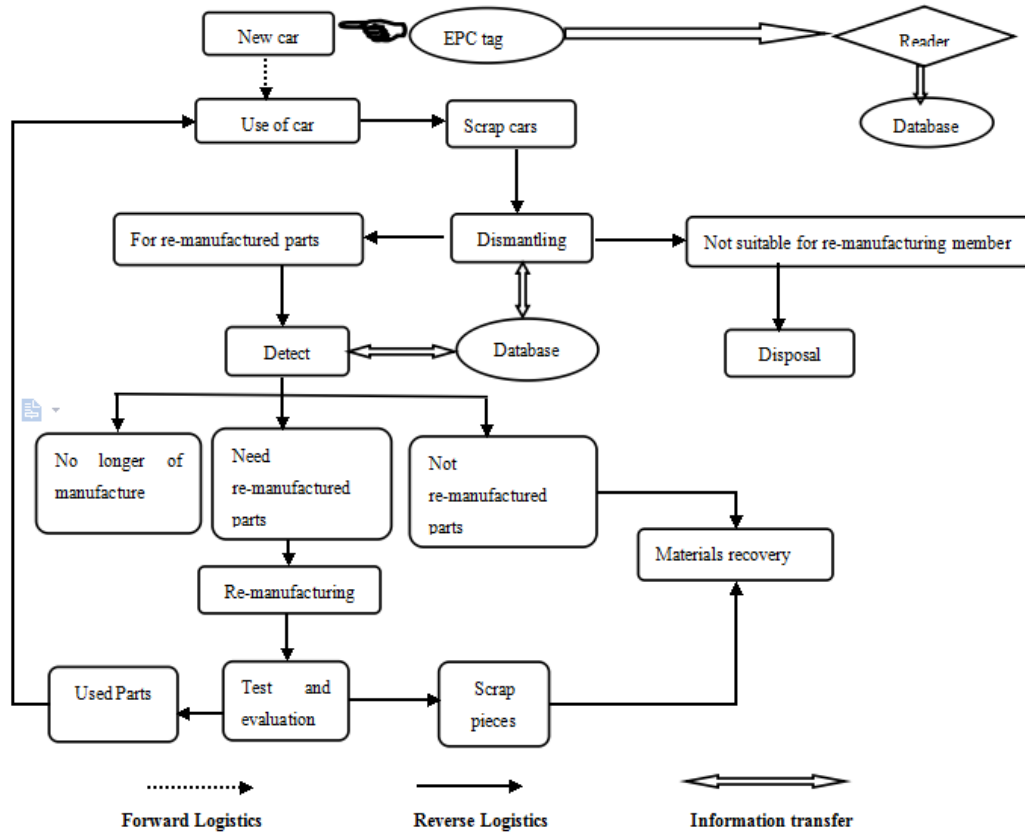 New car
EPC tag
Reader
Use of car
Scrap cars
Database
For re-manufactured parts
Dismantling
Not suitable for re-manufacturing member
Detect
Database
Disposal
No longer of
manufacture
Need
re-manufactured
parts
Not
re-manufactured
parts
Materials recovery
Re-manufacturing
Used Parts
Test and
evaluation
Scrap
pieces
Forward Logistics
Reverse Logistics
Information transfer